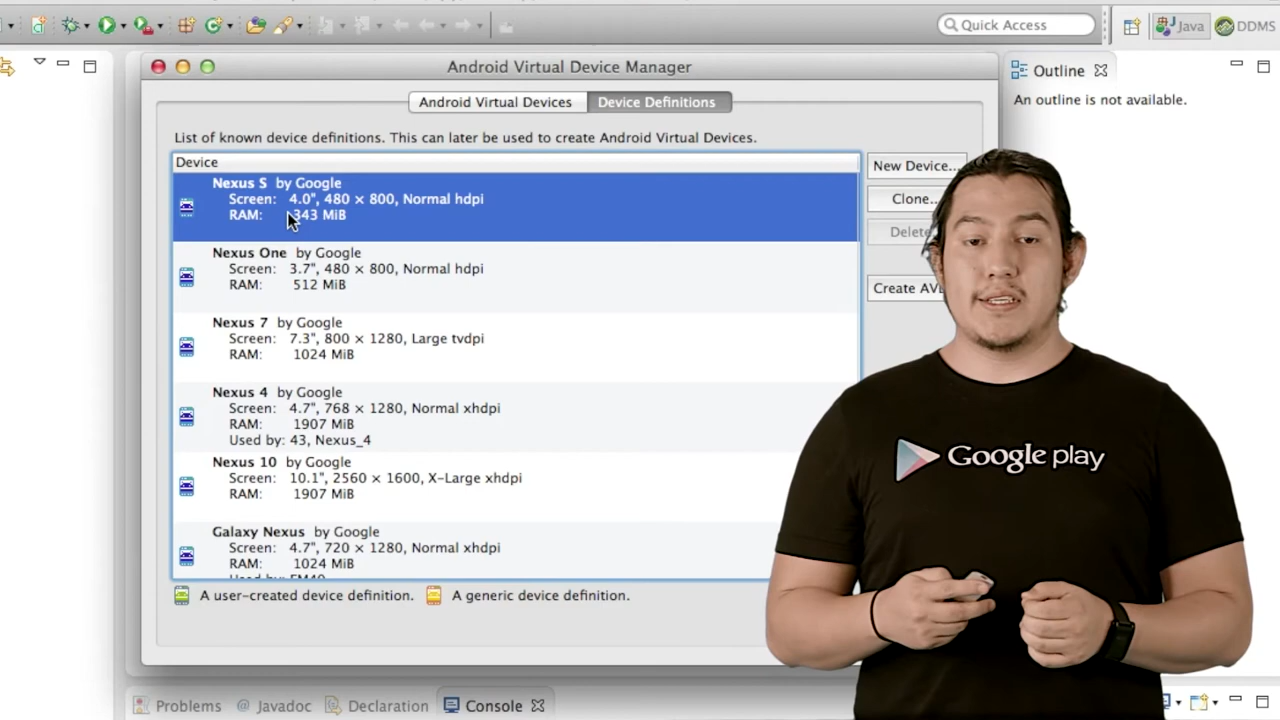 Quick Access
Java
DDMS
Android Virtual Device Manager
Outline
Android Virtual Devices
Device Definitions
An outline is not available.
List of known device definitions. This can later be used to create Android Virtual Devices.
Device
New Device...
Nexus S by Google
Screen: 4.0", 480 × 800, Normal hdpi
RAM: 343 MiB
Clone...
Delete
Nexus One by Google
Screen: 3.7", 480 × 800, Normal hdpi
RAM: 512 MiB
Create AV
Nexus 7 by Google
Screen: 7.3", 800 × 1280, Large tvdpi
RAM: 1024 MiB
Nexus 4 by Google
Screen: 4.7", 768 × 1280, Normal xhdpi
RAM: 1907 MiB
Used by: 43, Nexus_4
Nexus 10 by Google
Screen: 10.1", 2560 × 1600, X-Large xhdpi
RAM: 1907 MiB
Galaxy Nexus by Google
Screen: 4.7", 720 × 1280, Normal xhdpi
RAM: 1024 MiB
Google play
A user-created device definition.
A generic device definition.
Problems
@ Javadoc
Declaration
Console